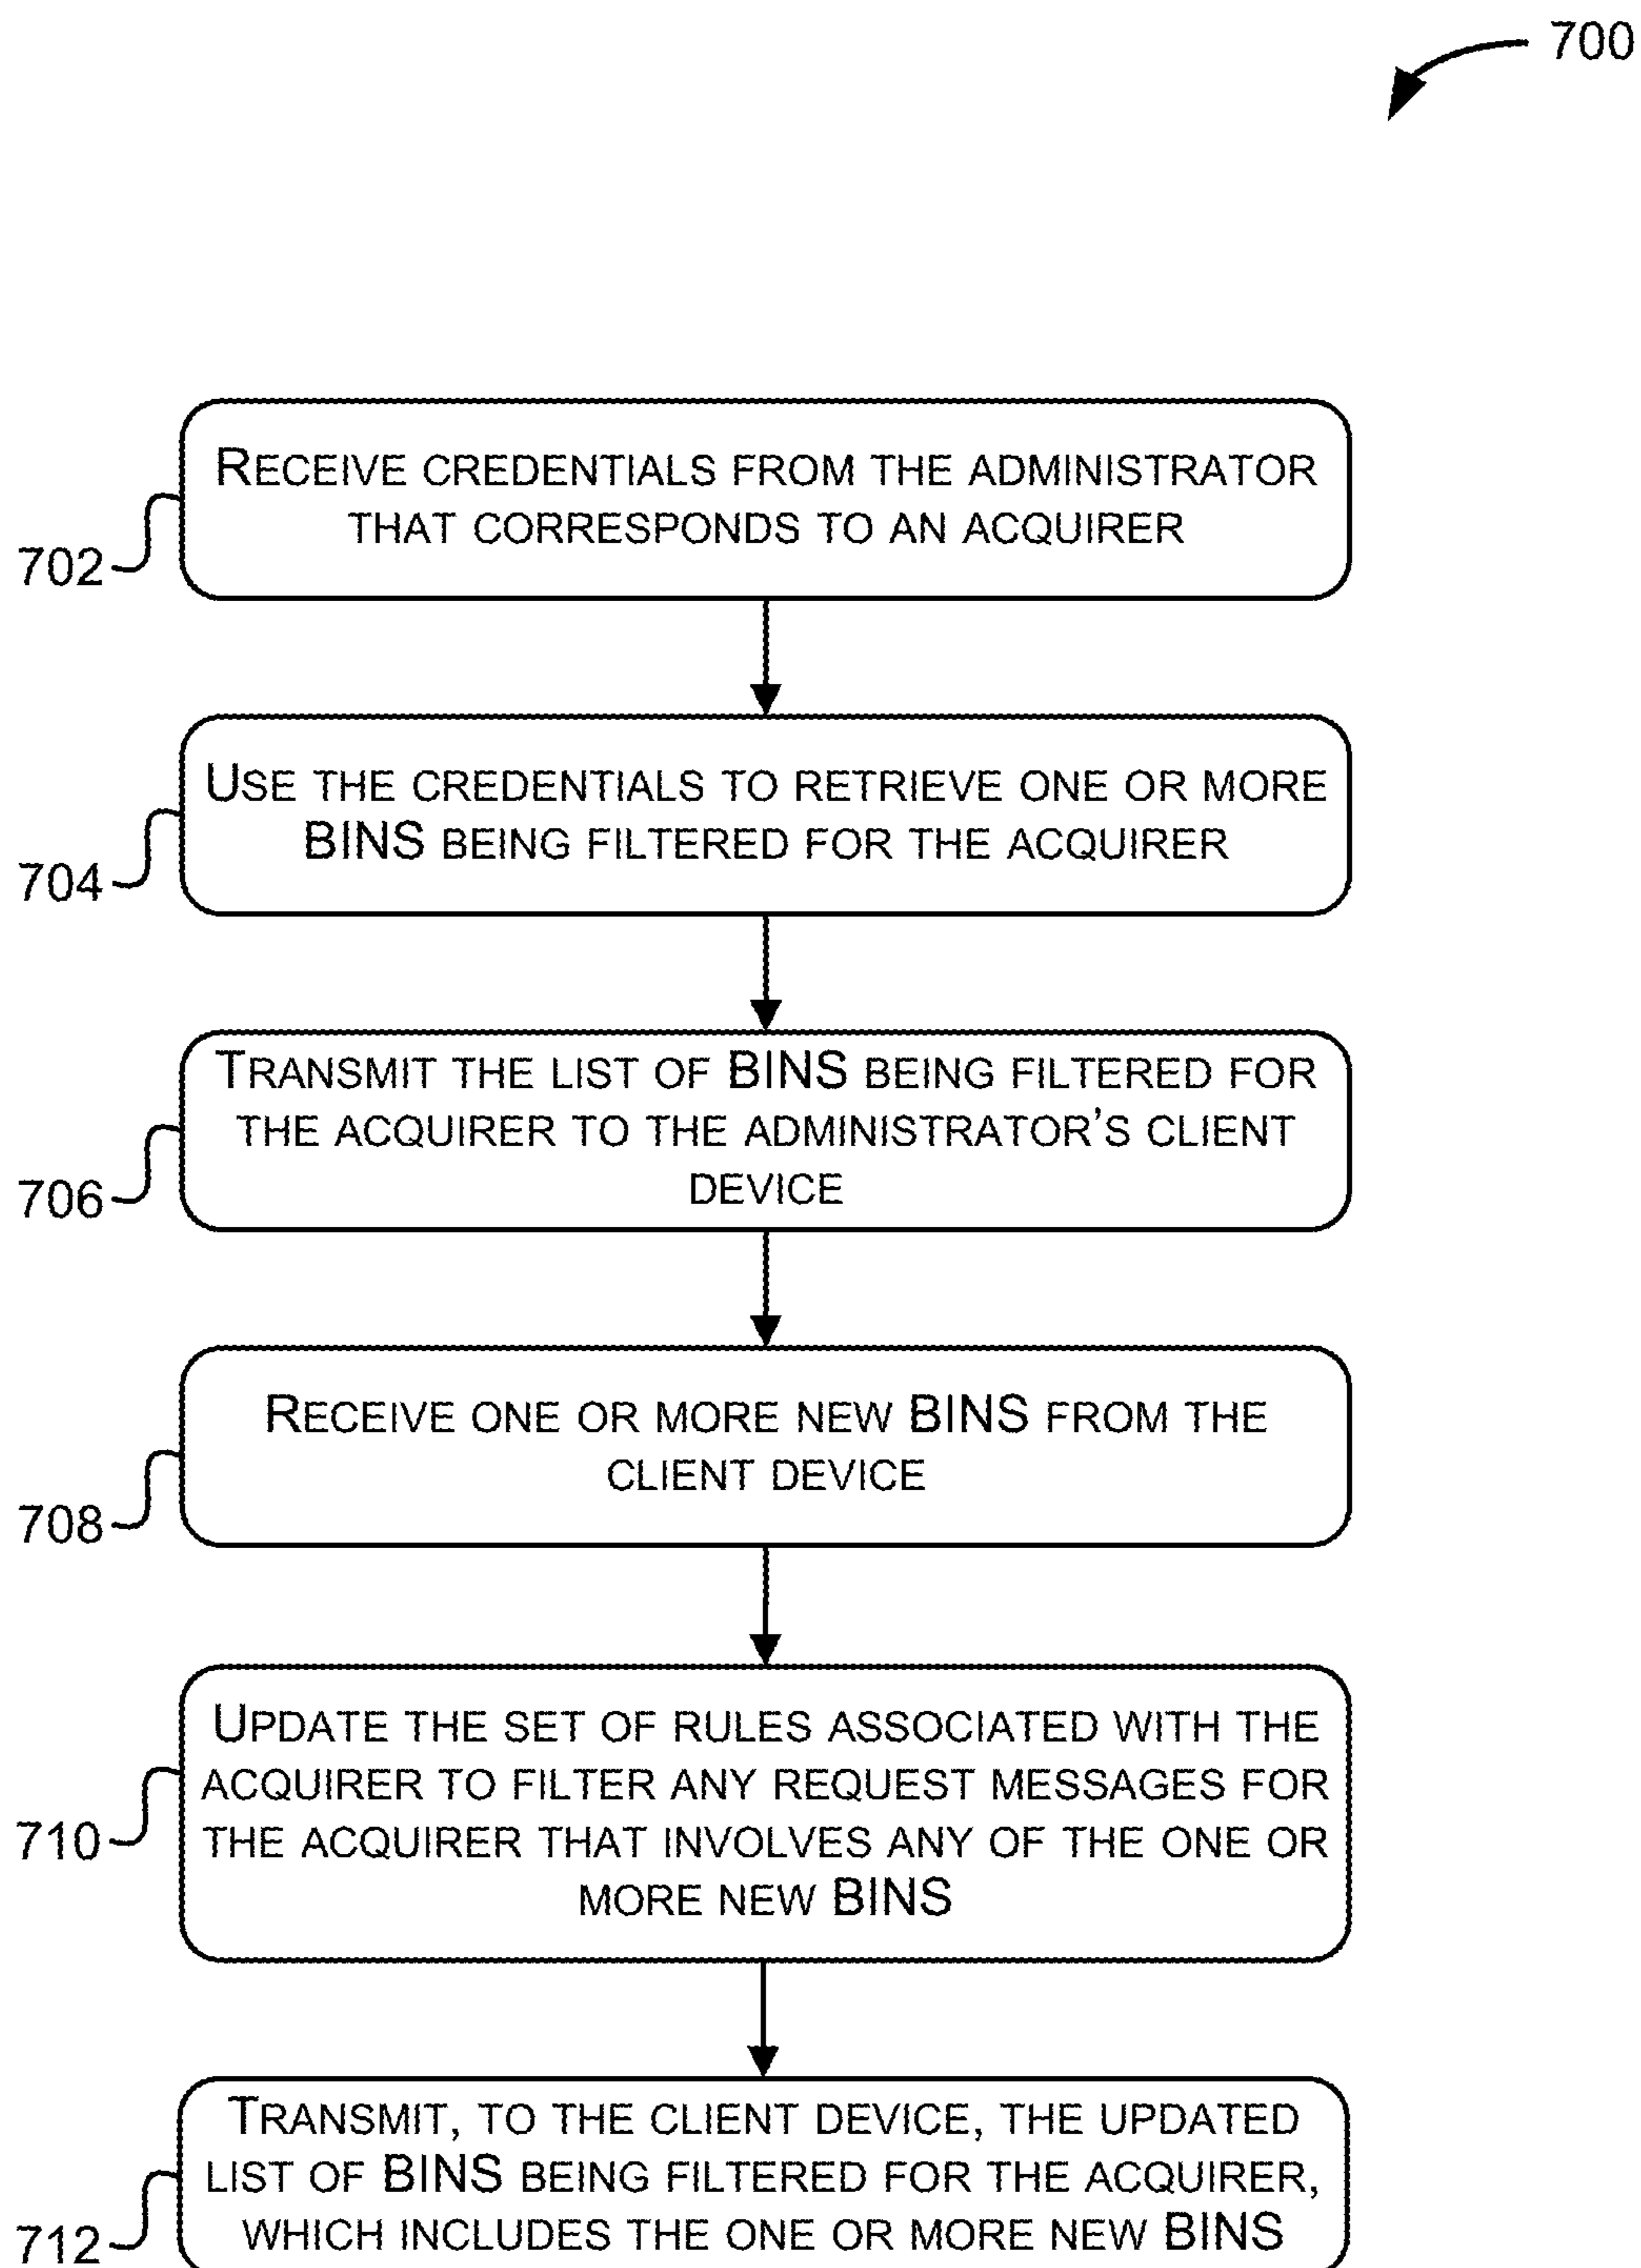 700
RECEIVE CREDENTIALS FROM THE ADMINISTRATOR
THAT CORRESPONDS TO AN ACQUIRER
702
USE THE CREDENTIALS TO RETRIEVE ONE OR MORE
BINS BEING FILTERED FOR THE ACQUIRER
704
TRANSMIT THE LIST OF BINS BEING FILTERED FOR
THE ACQUIRER TO THE ADMINISTRATOR'S CLIENT
DEVICE
706
RECEIVE ONE OR MORE NEW BINS FROM THE
CLIENT DEVICE
708
UPDATE THE SET OF RULES ASSOCIATED WITH THE
ACQUIRER TO FILTER ANY REQUEST MESSAGES FOR
THE ACQUIRER THAT INVOLVES ANY OF THE ONE OR
MORE NEW BINS
710
TRANSMIT, TO THE CLIENT DEVICE, THE UPDATED
LIST OF BINS BEING FILTERED FOR THE ACQUIRER,
WHICH INCLUDES THE ONE OR MORE NEW BINS
712